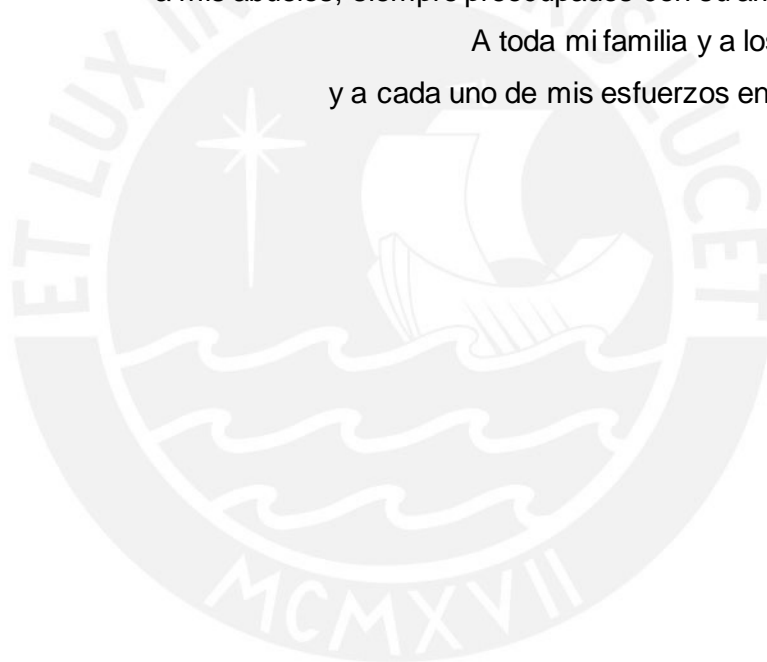 a mis abuelos, siempre preocupados con su
A toda mi familia y a los
y a cada uno de mis esfuerzos en
ET LUX IN
LUCET
MCMXVII